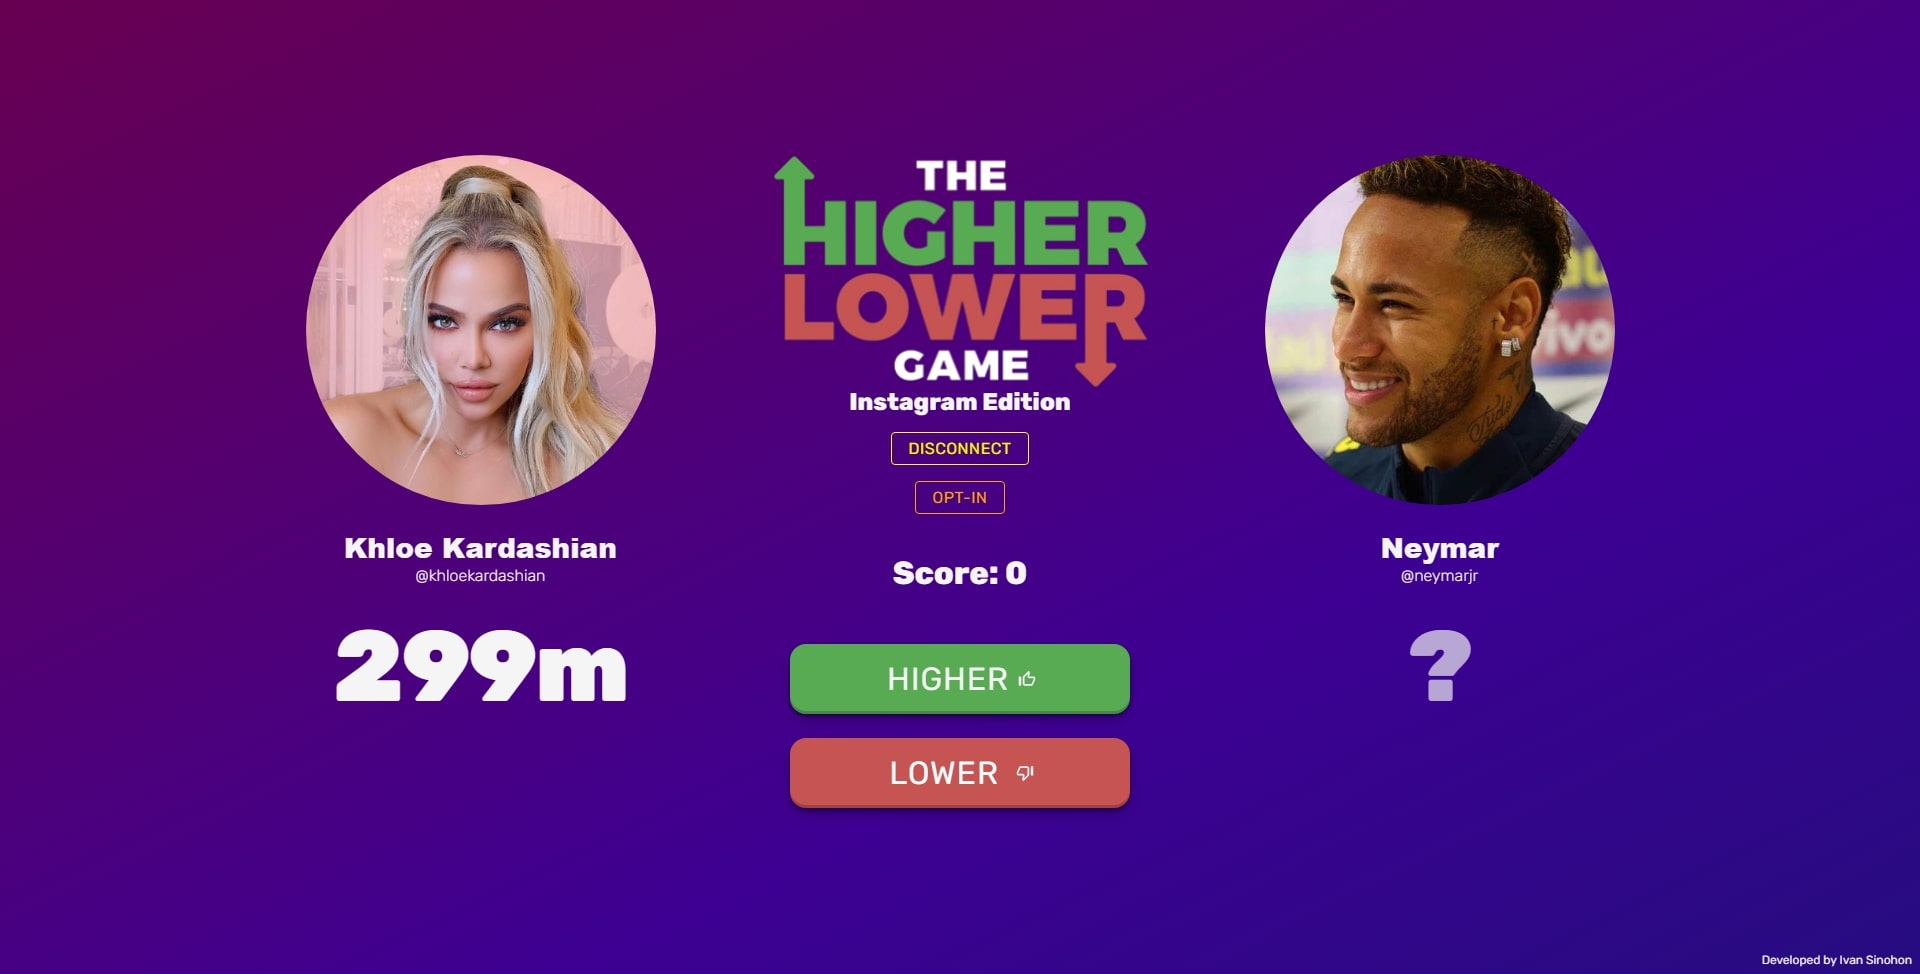 THE
HIGHER
LOWER
GAME
Instagram Edition
DISCONNECT
OPT-IN
Khloe Kardashian
@khloekardashian
299m
Score: 0
HIGHER
LOWER
Neymar
@neymarjr
?
Developed by Ivan Sinohon